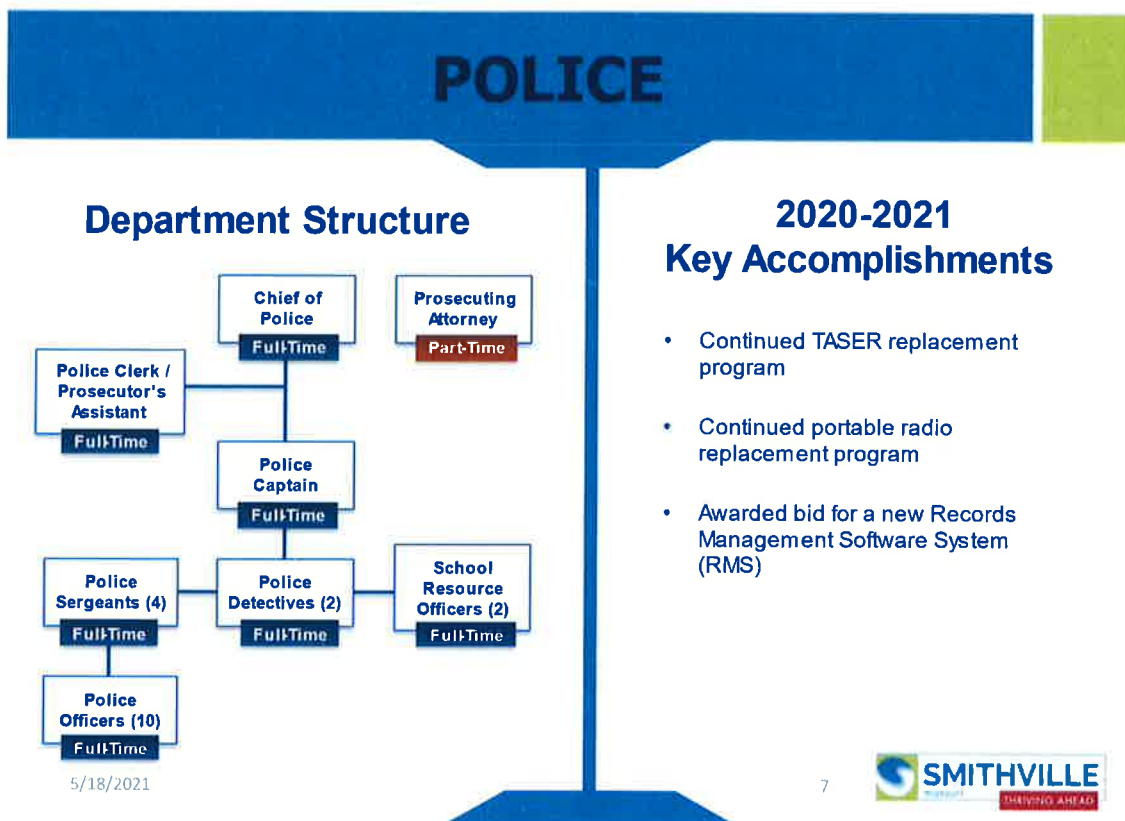 POLICE
Department Structure
Chief of
Police
Full-Time
Prosecuting
Attorney
Part-Time
Police Clerk /
Prosecutor's
Assistant
Full-Time
Police
Captain
Full-Time
Police
Sergeants (4)
Full-Time
Police
Detectives (2)
Full-Time
School
Resource
Officers (2)
Full-Time
Police
Officers (10)
Full-Time
2020-2021
Key Accomplishments
• Continued TASER replacement
program
• Continued portable radio
replacement program
• Awarded bid for a new Records
Management Software System
(RMS)
5/18/2021
7
SMITHVILLE
THRIVING AHEAD